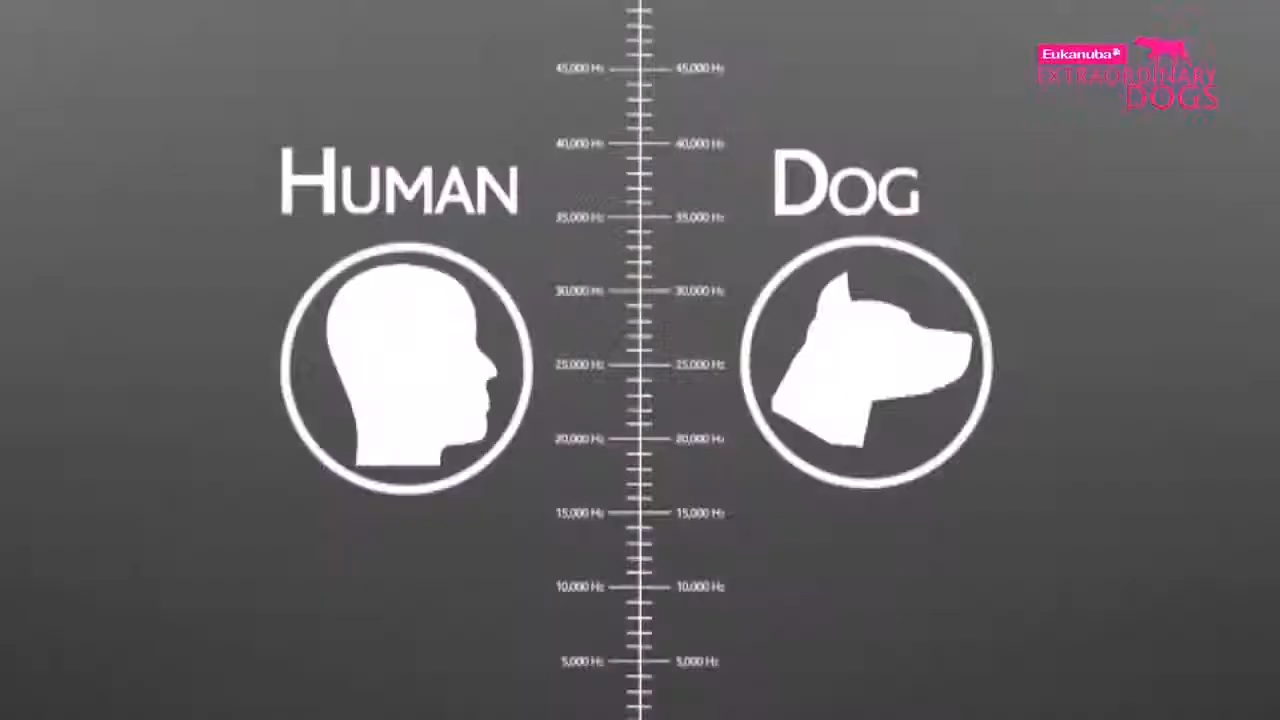 Eukanuba
EXTRAORDINARY
DOGS
HUMAN
DOG
45,000 Hz 45,000 Hz
40,000 Hz 40,000 Hz
35,000 Hz 35,000 Hz
30,000 Hz 30,000 Hz
25,000 Hz 25,000 Hz
20,000 Hz 20,000 Hz
15,000 Hz 15,000 Hz
10,000 Hz 10,000 Hz
5,000 Hz 5,000 Hz